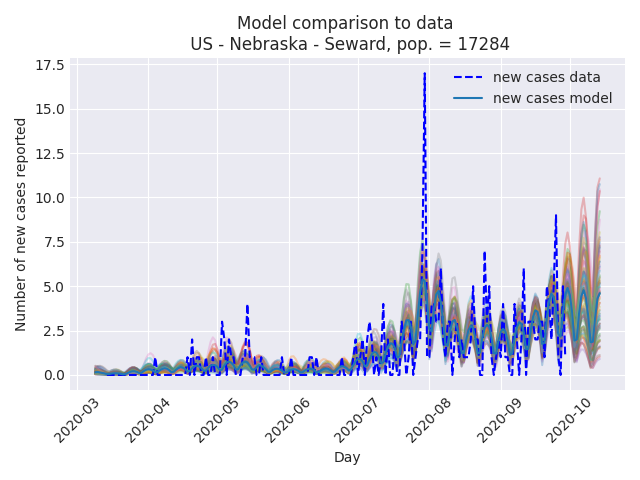 Model comparison to data
US - Nebraska - Seward, pop. = 17284
17.5
15.0
12.5
10.0
7.5
5.0
2.5
0.0
Number of new cases reported
new cases data
new cases model
2020-03
2020-04
2020-05
2020-06
2020-07
2020-08
2020-09
2020-10
Day